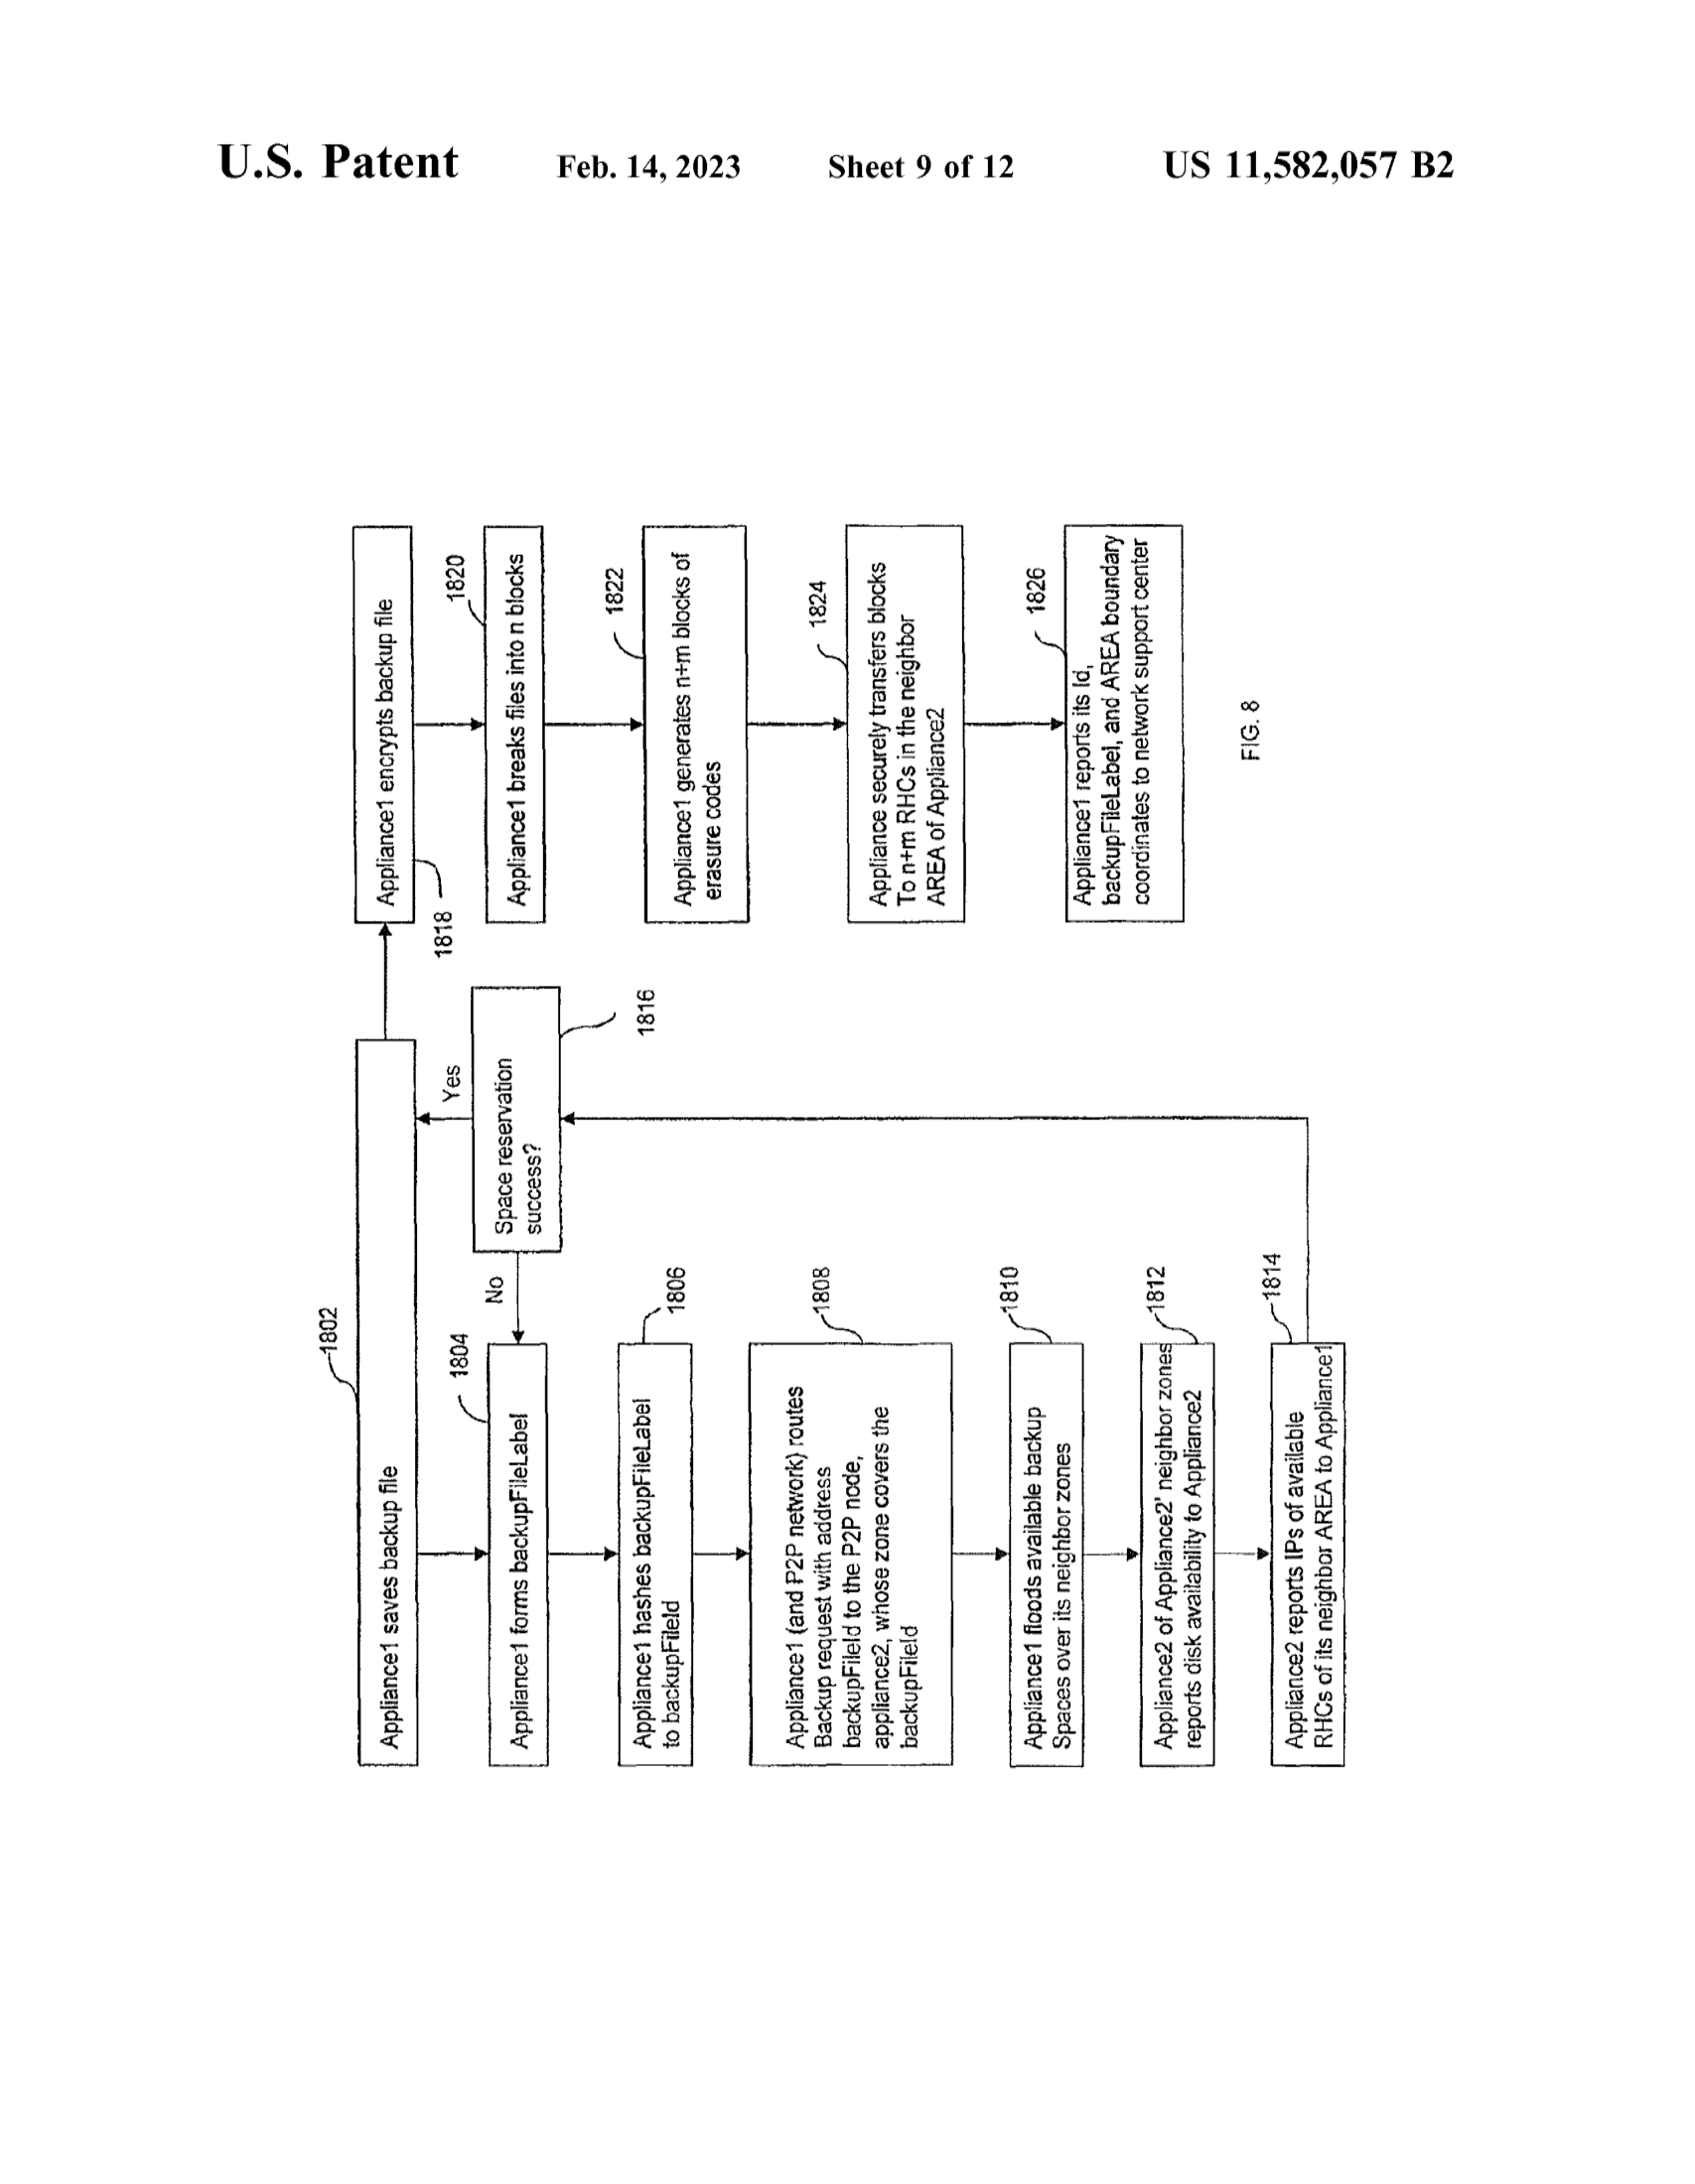 U.S. Patent Feb. 14, 2023 Sheet 9 of 12 US 11,582,057 B2
1802
Appliance1 saves backup file
1804
Appliance1 forms backupFileLabel
1806
Appliance1 hashes backupFileLabel
to backupFileId
1808
Appliance1 (and P2P network) routes
Backup request with address
backupFileId to the P2P node,
appliance2, whose zone covers the
backupFileId
1810
Appliance1 floods available backup
Spaces over its neighbor zones
1812
Appliance2 of Appliance2' neighbor zones
reports disk availability to Appliance2
1814
Appliance2 reports IPs of available
RHCs of its neighbor AREA to Appliance1
No
Yes
Space reservation
success?
1816
Appliance1 encrypts backup file
1818
1820
Appliance1 breaks files into n blocks
1822
Appliance1 generates n+m blocks of
erasure codes
1824
Appliance securely transfers blocks
To n+m RHCs in the neighbor
AREA of Appliance2
1826
Appliance1 reports its Id,
backupFileLabel, and AREA boundary
coordinates to network support center
FIG. 8